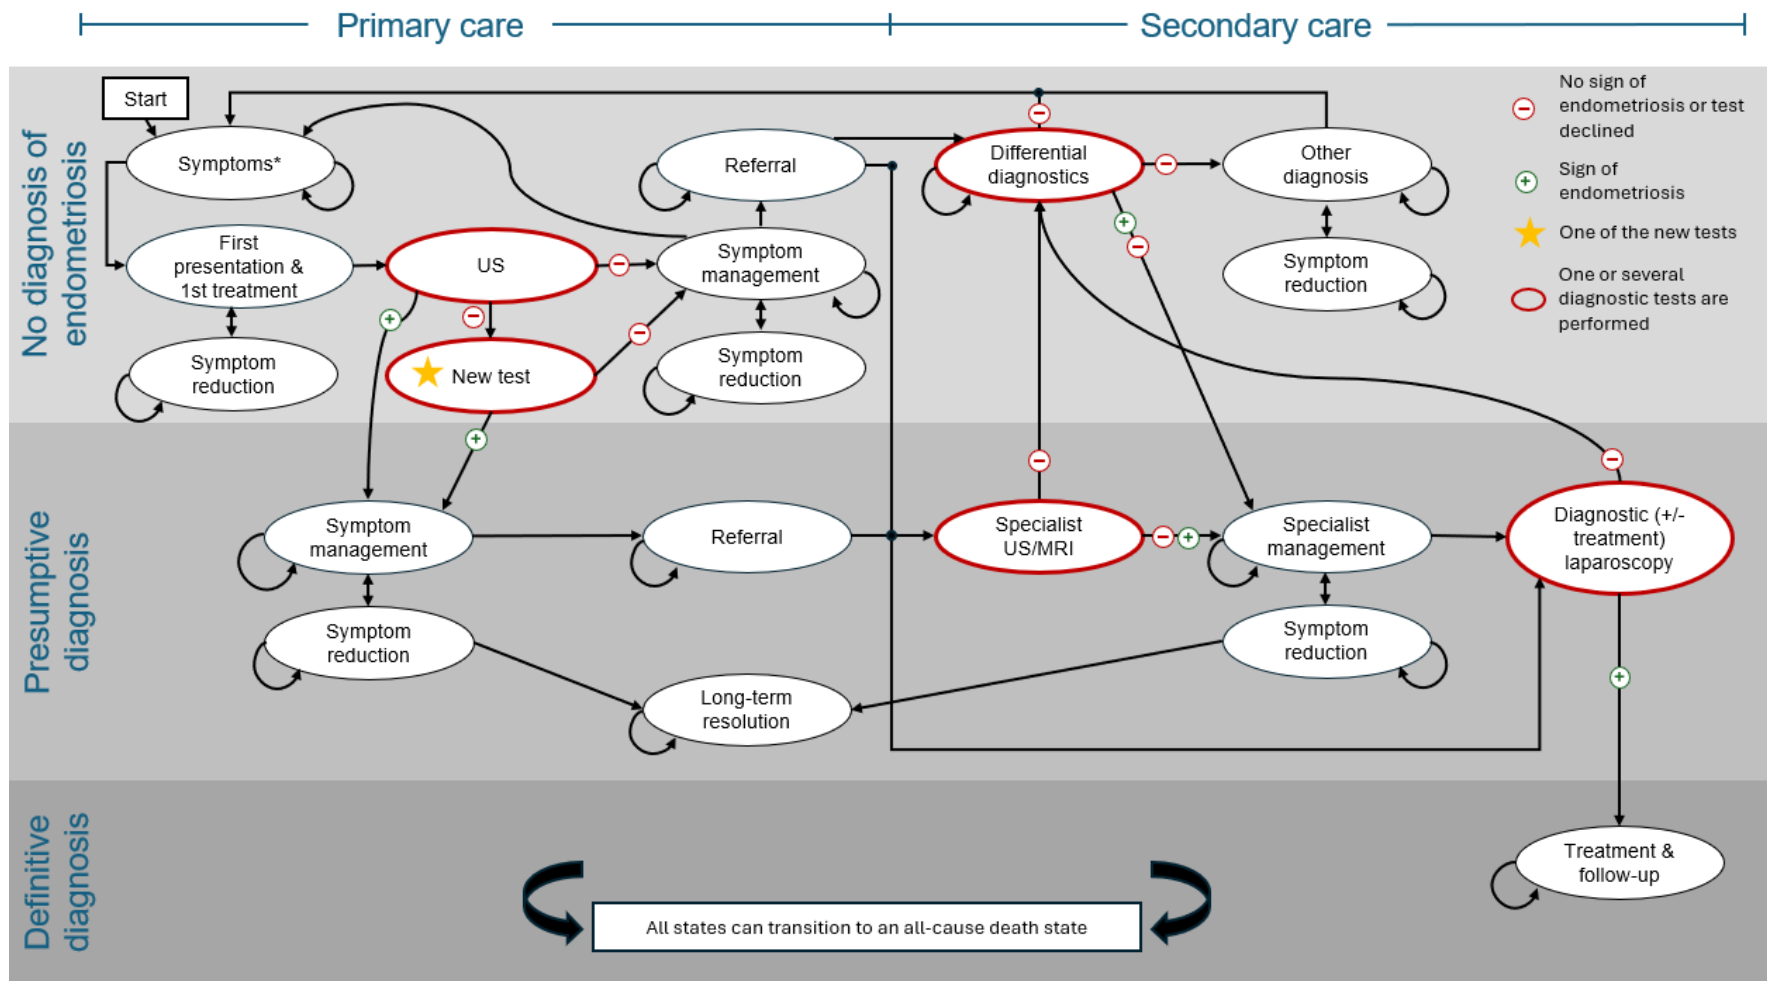 Primary care
Secondary care
No diagnosis of
endometriosis
Start
Symptoms*
First
presentation &
1st treatment
Symptom
reduction
US
New test
Referral
Symptom
management
Symptom
reduction
Differential
diagnostics
Other
diagnosis
Symptom
reduction
No sign of
endometriosis or test
declined
Sign of
endometriosis
One of the new tests
One or several
diagnostic tests are
performed
Presumptive
diagnosis
Symptom
management
Symptom
reduction
Referral
Long-term
resolution
Specialist
US/MRI
Specialist
management
Symptom
reduction
Diagnostic (+/-
treatment)
laparoscopy
Definitive
diagnosis
All states can transition to an all-cause death state
Treatment &
follow-up